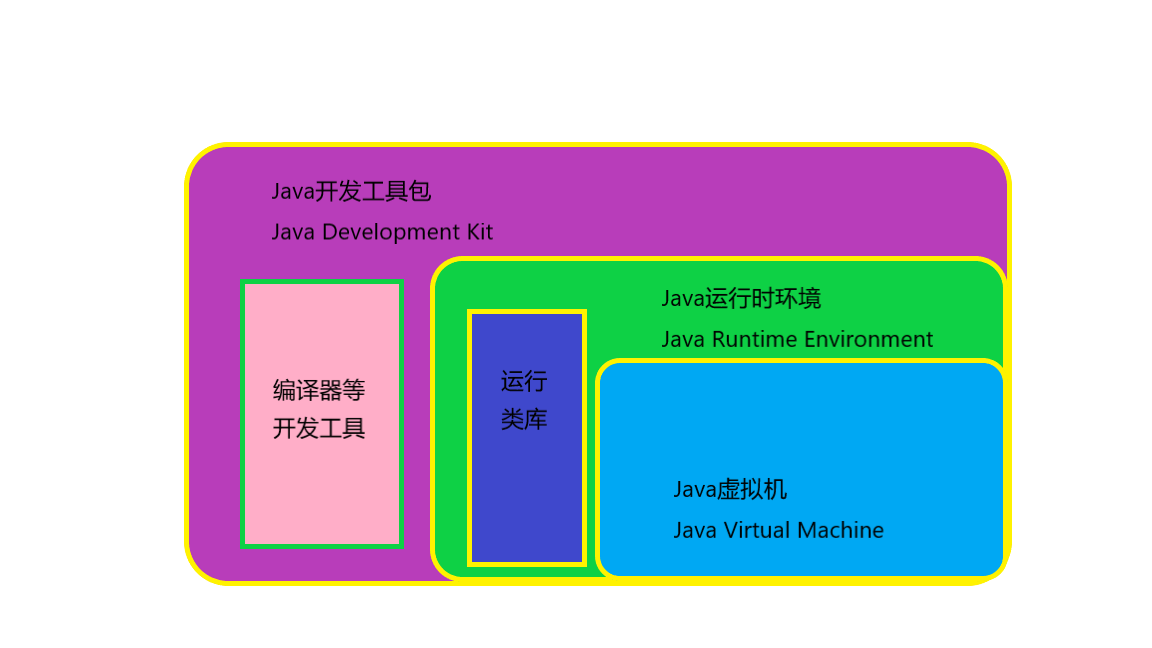 Java开发工具包
Java Development Kit
编译器等
开发工具
Java运行时环境
Java Runtime Environment
运行
类库
Java虚拟机
Java Virtual Machine